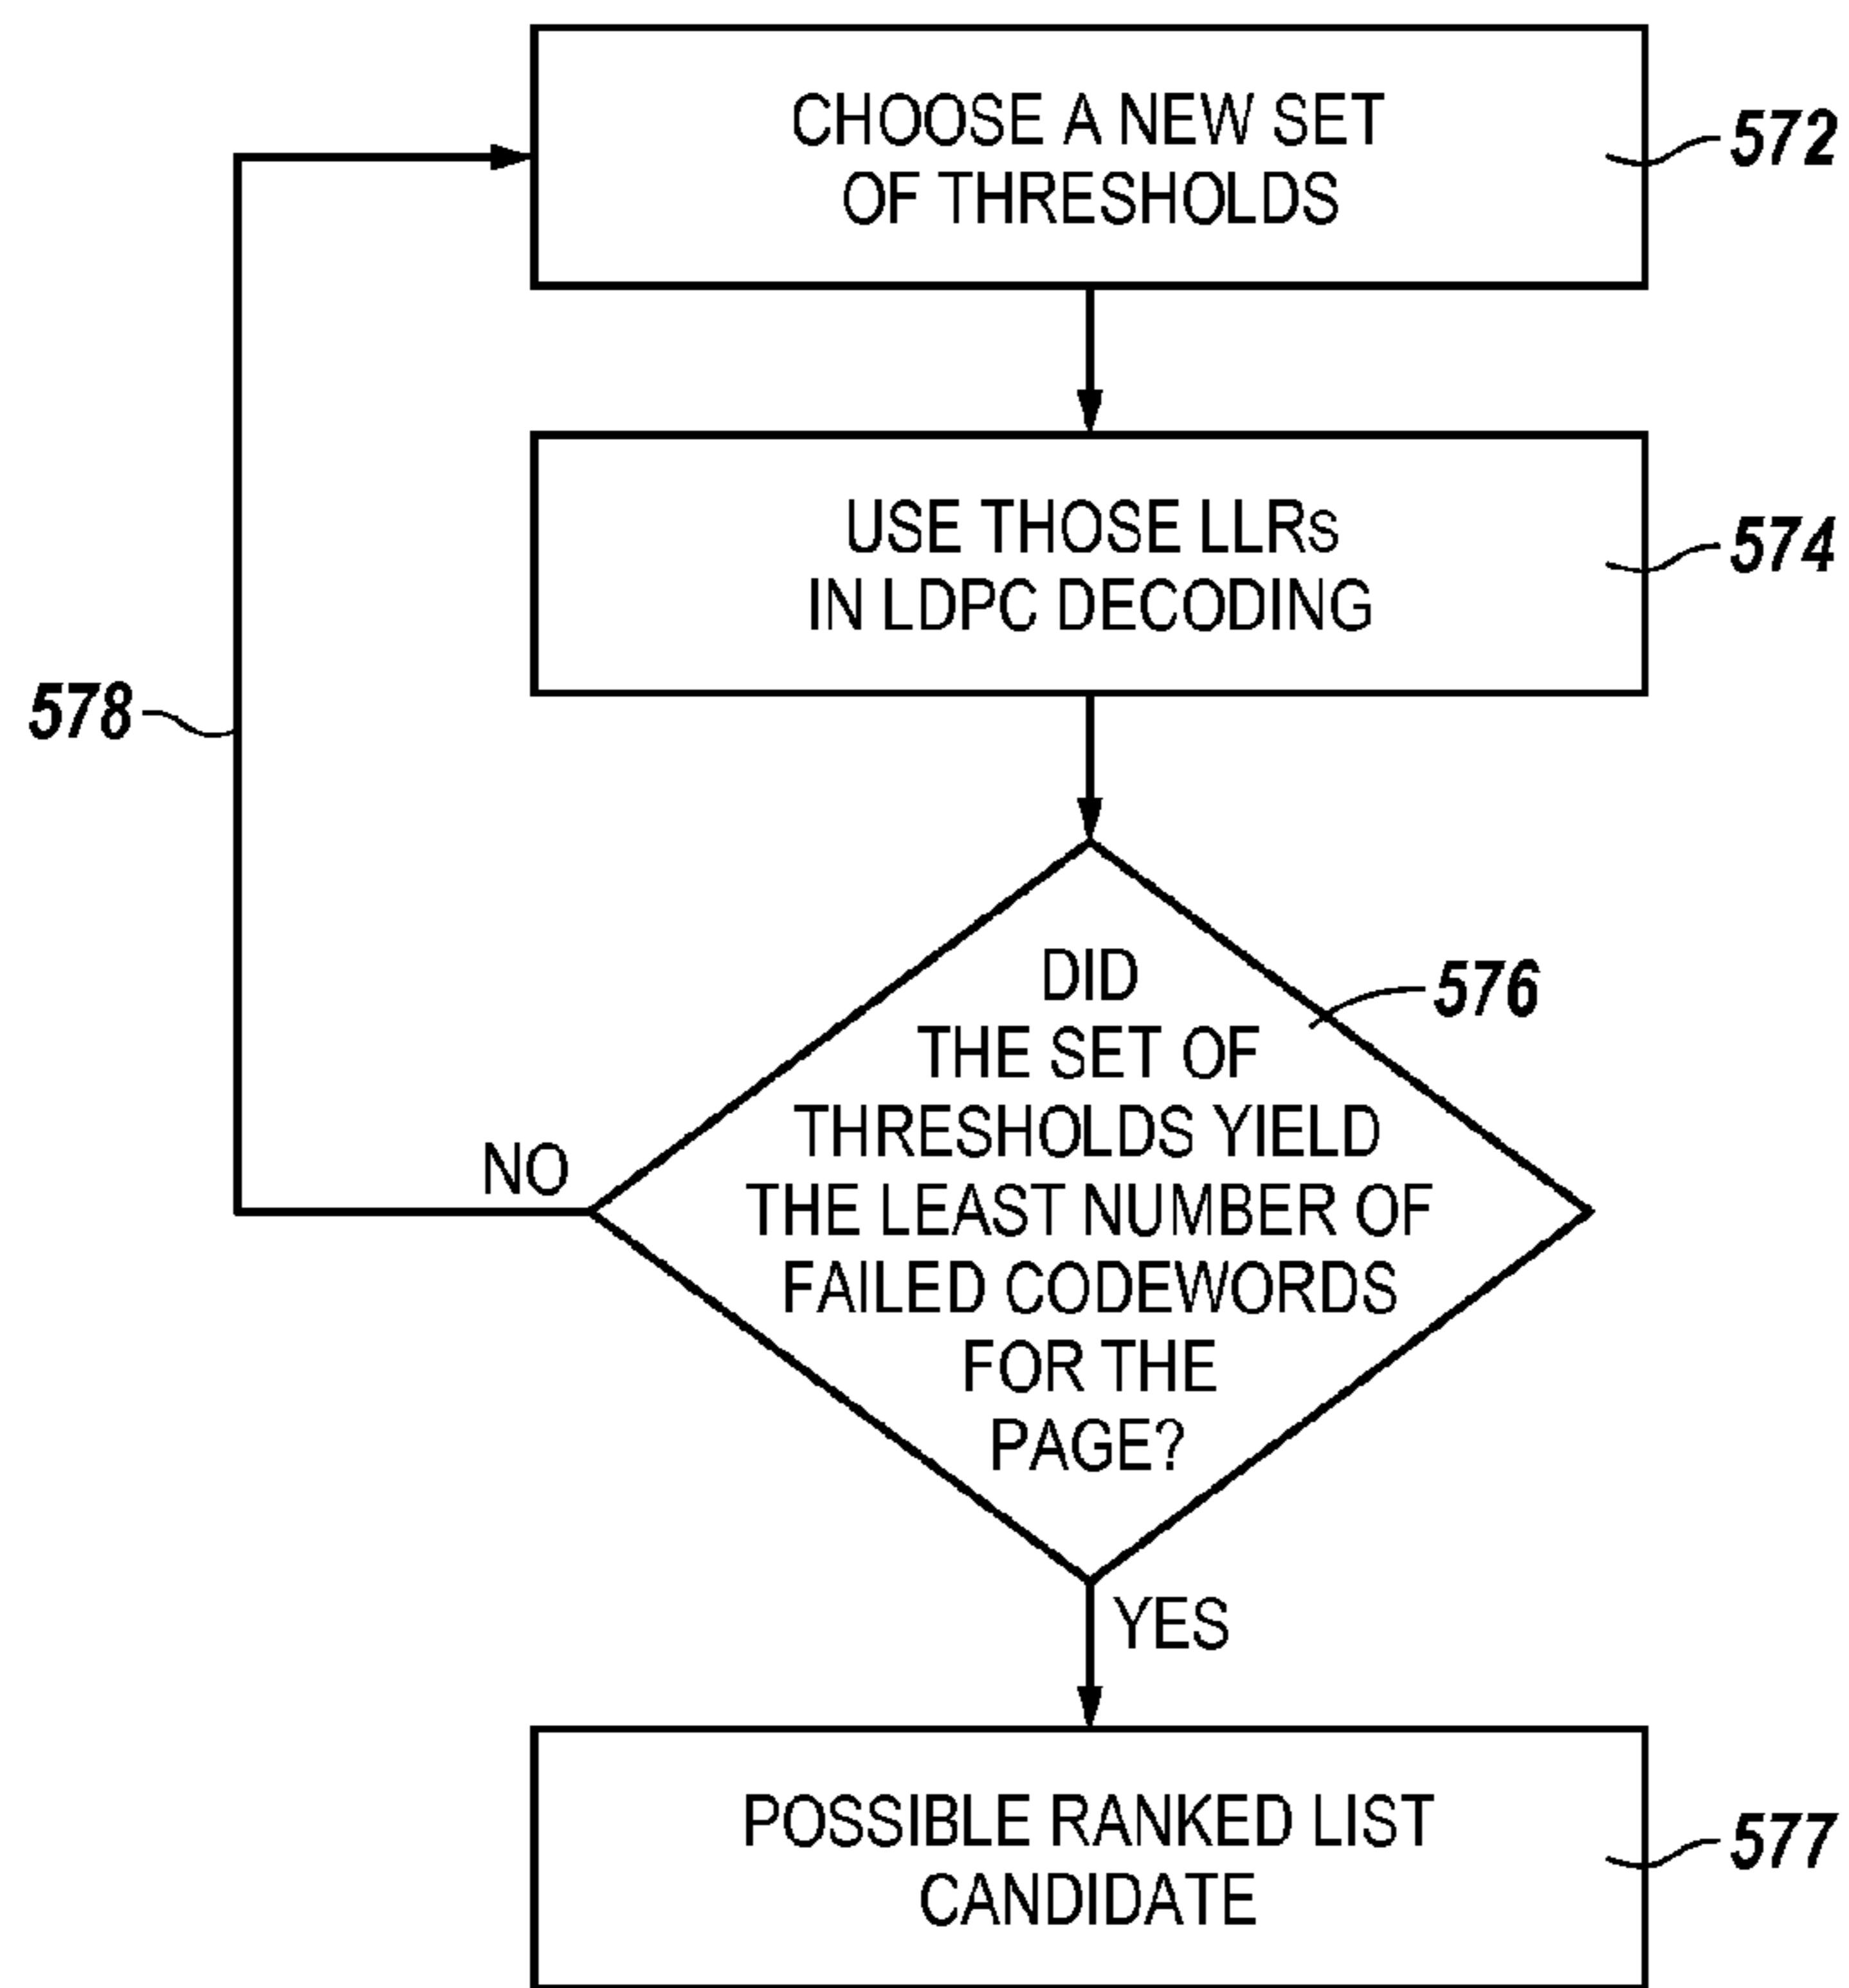 CHOOSE A NEW SET
OF THRESHOLDS
572
USE THOSE LLRs
IN LDPC DECODING
574
578
DID
THE SET OF
THRESHOLDS YIELD
THE LEAST NUMBER OF
FAILED CODEWORDS
FOR THE
PAGE?
576
NO
YES
POSSIBLE RANKED LIST
CANDIDATE
577